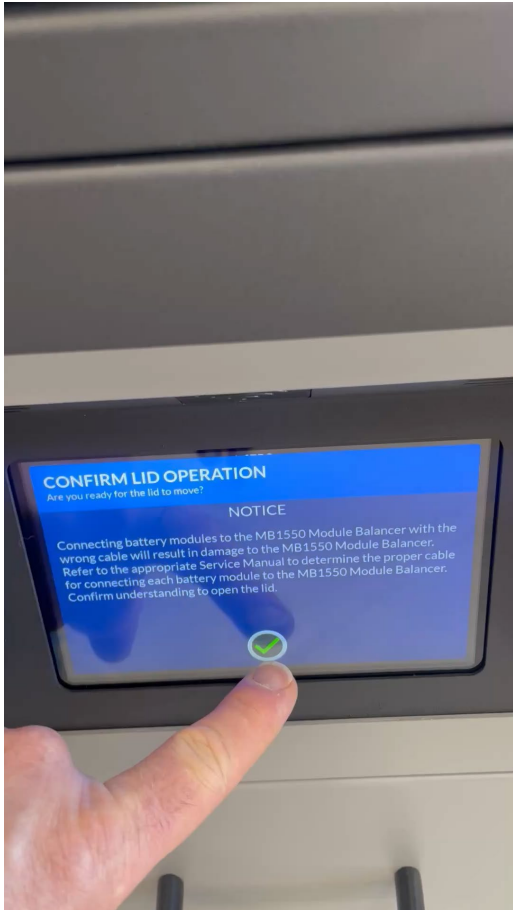 CONFIRM LID OPERATION
Are you ready for the lid to move?
NOTICE
Connecting battery modules to the MB1550 Module Balancer with the
wrong cable will result in damage to the MB1550 Module Balancer.
Refer to the appropriate Service Manual to determine the proper cable
for connecting each battery module to the MB1550 Module Balancer.
Confirm understanding to open the lid.